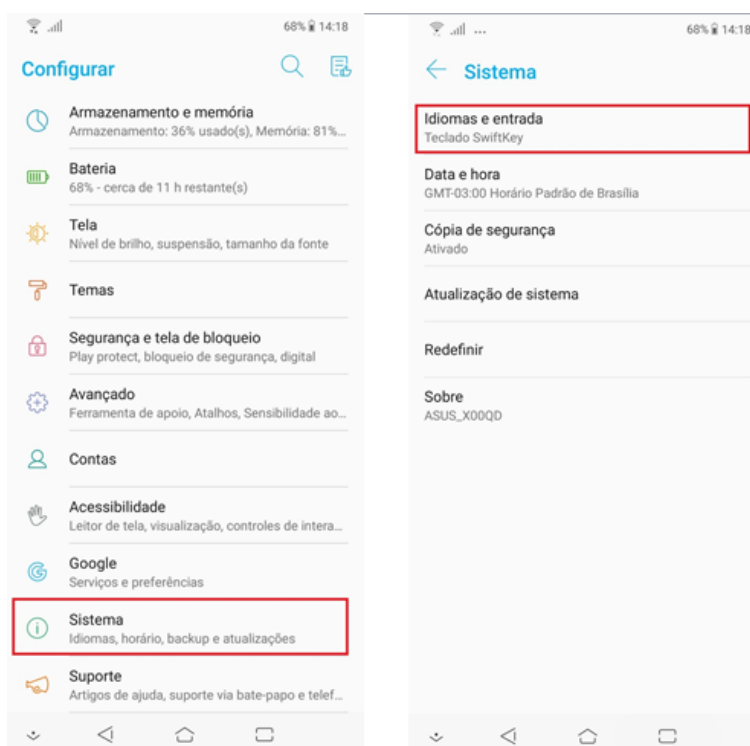 68% 14:18
Configurar
Armazenamento e memória
Armazenamento: 36% usado(s), Memória: 81%...
Bateria
68% - cerca de 11 h restante(s)
Tela
Nível de brilho, suspensão, tamanho da fonte
Temas
Segurança e tela de bloqueio
Play protect, bloqueio de segurança, digital
Avançado
Ferramenta de apoio, Atalhos, Sensibilidade ao...
Contas
Acessibilidade
Leitor de tela, visualização, controles de intera...
Google
Serviços e preferências
Sistema
Idiomas, horário, backup e atualizações
Suporte
Artigos de ajuda, suporte via bate-papo e telef...
... 68% 14:18
Sistema
Idiomas e entrada
Teclado SwiftKey
Data e hora
GMT-03:00 Horário Padrão de Brasília
Cópia de segurança
Ativado
Atualização de sistema
Redefinir
Sobre
ASUS_X00QD